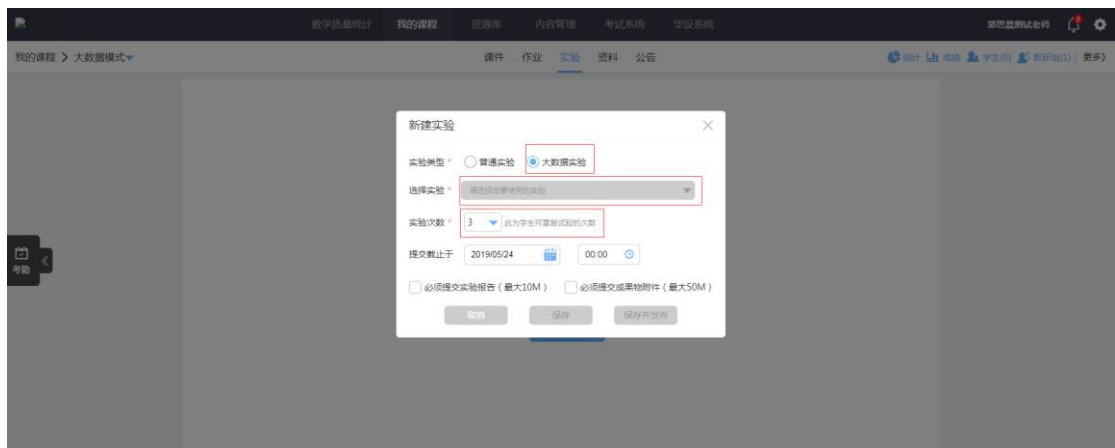 教学质量统计 我的课程 资源库 内容管理 考试系统 毕设系统
我的课程 > 大数据模式
课件 作业 实验 资料 公告
统计 成绩 学生(0) 教研组(1) 更多》
新建实验
实验类型 * 普通实验 大数据实验
选择实验 * 请选择您要使用的实验
实验次数 * 3 此为学生可重复试验的次数
提交截止于 2019/05/24 00:00
必须提交实验报告（最大10M） 必须提交成果物附件（最大50M）
取消 保存 保存并发布
考勤